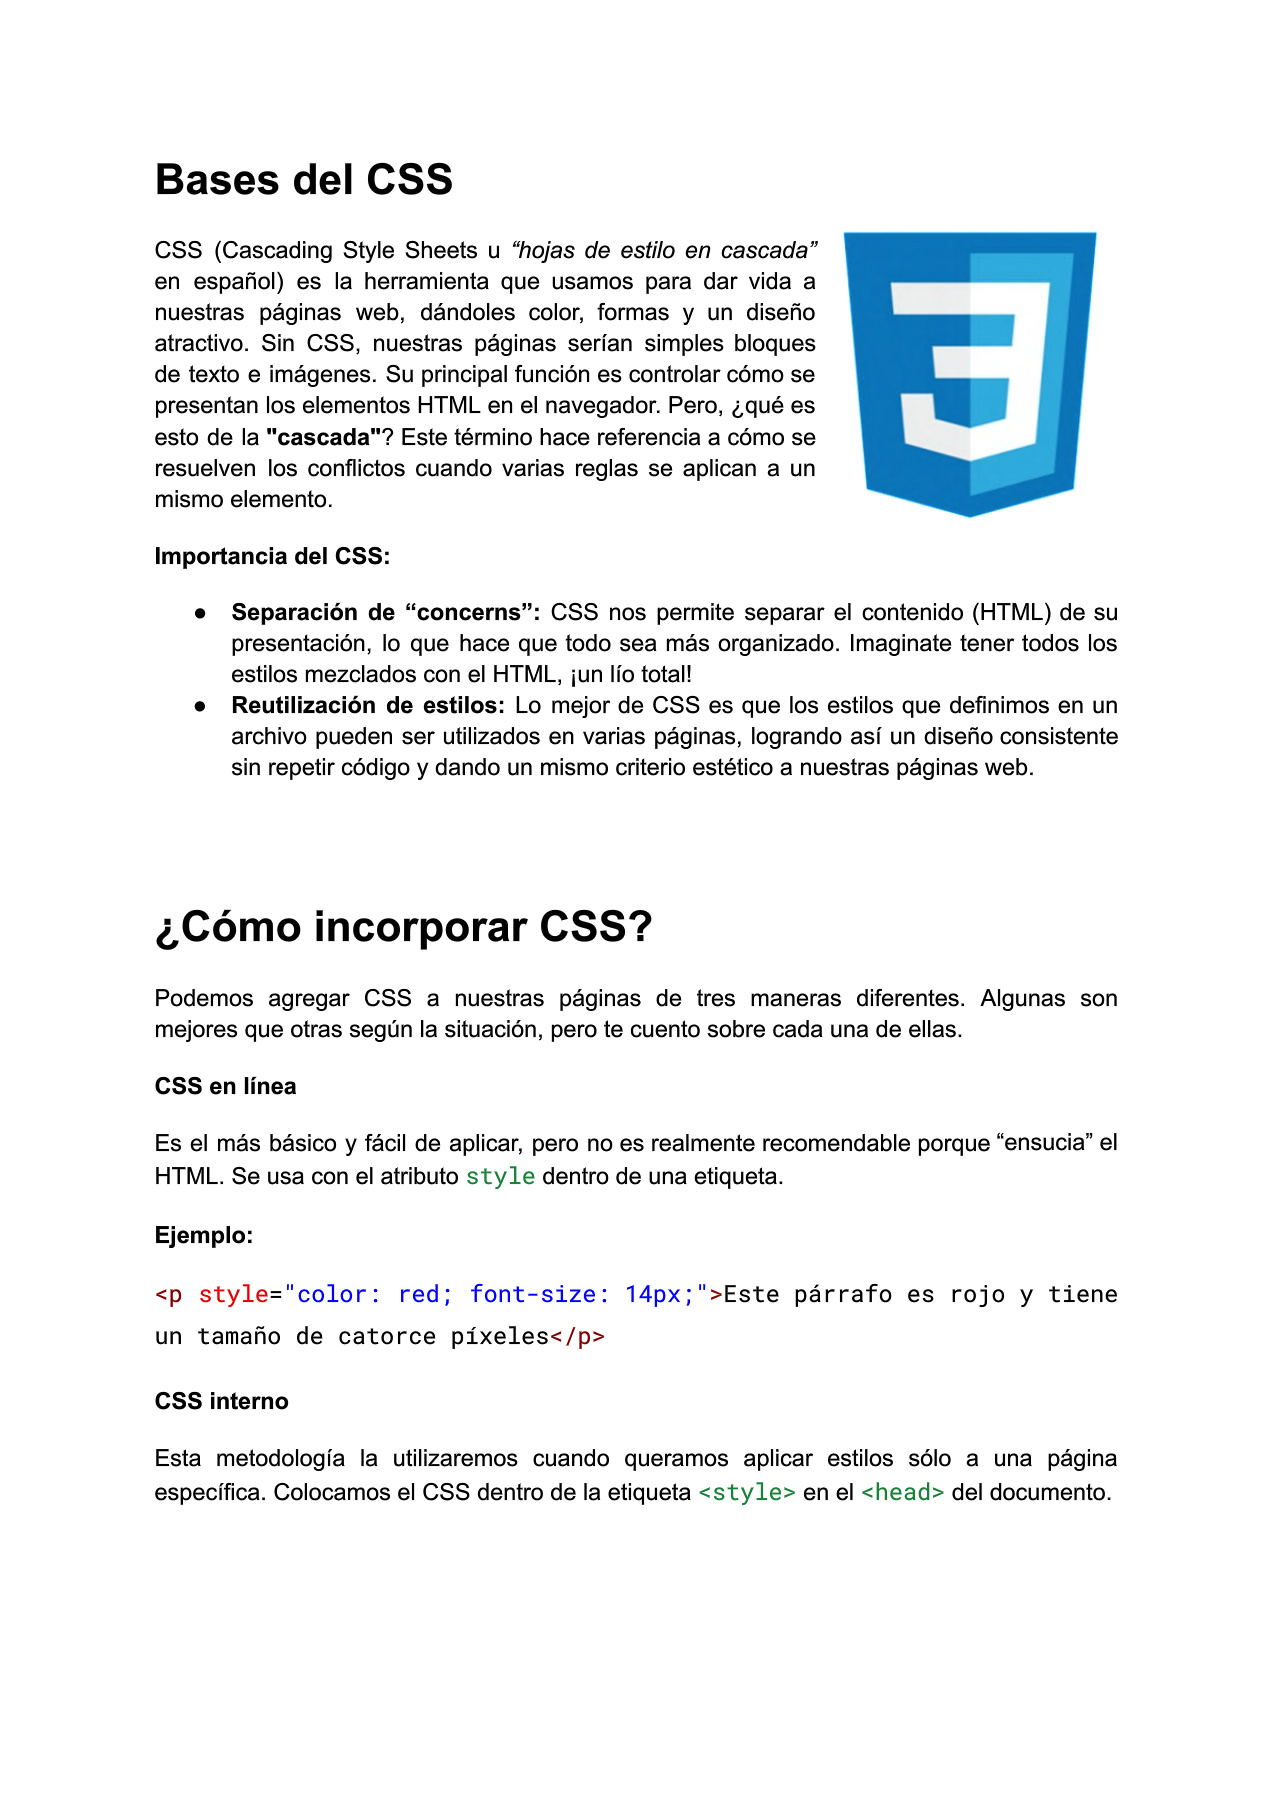 Bases del CSS
CSS (Cascading Style Sheets u “hojas de estilo en cascada”
en español) es la herramienta que usamos para dar vida a
nuestras páginas web, dándoles color, formas y un diseño
atractivo. Sin CSS, nuestras páginas serían simples bloques
de texto e imágenes. Su principal función es controlar cómo se
presentan los elementos HTML en el navegador. Pero, ¿qué es
esto de la "cascada"? Este término hace referencia a cómo se
resuelven los conflictos cuando varias reglas se aplican a un
mismo elemento.
Importancia del CSS:
● Separación de “concerns”: CSS nos permite separar el contenido (HTML) de su
presentación, lo que hace que todo sea más organizado. Imaginate tener todos los
estilos mezclados con el HTML, ¡un lío total!
● Reutilización de estilos: Lo mejor de CSS es que los estilos que definimos en un
archivo pueden ser utilizados en varias páginas, logrando así un diseño consistente
sin repetir código y dando un mismo criterio estético a nuestras páginas web.
¿Cómo incorporar CSS?
Podemos agregar CSS a nuestras páginas de tres maneras diferentes. Algunas son
mejores que otras según la situación, pero te cuento sobre cada una de ellas.
CSS en línea
Es el más básico y fácil de aplicar, pero no es realmente recomendable porque “ensucia” el
HTML. Se usa con el atributo style dentro de una etiqueta.
Ejemplo:
<p style="color: red; font-size: 14px;">Este párrafo es rojo y tiene
un tamaño de catorce píxeles</p>
CSS interno
Esta metodología la utilizaremos cuando queramos aplicar estilos sólo a una página
específica. Colocamos el CSS dentro de la etiqueta <style> en el <head> del documento.